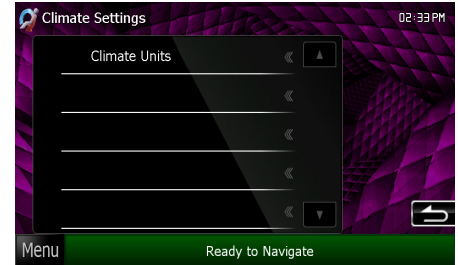 Climate Settings
02:33 PM
Climate Units
Menu
Ready to Navigate